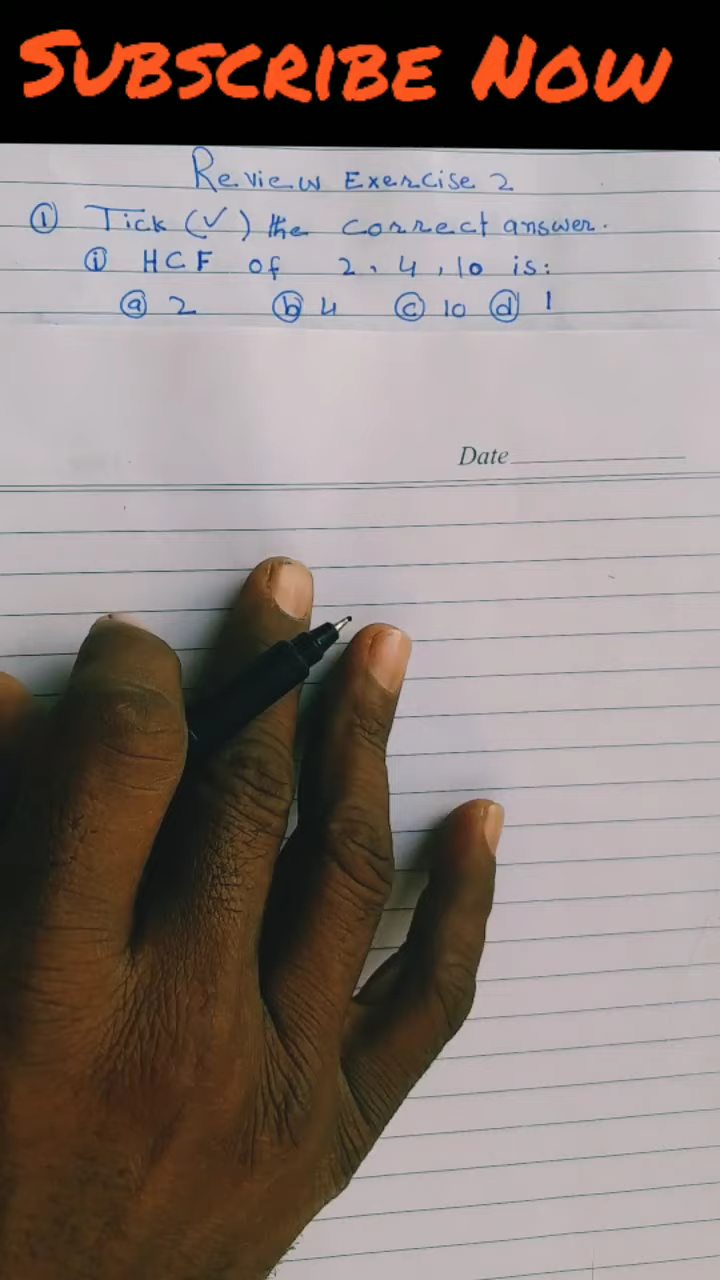 SUBSCRIBE NOW
Review Exercise 2
① Tick (✓) the correct answer.
ⓘ HCF of 2, 4, 10 is:
ⓐ 2 ⓑ 4 ⓒ 10 ⓓ 1
Date